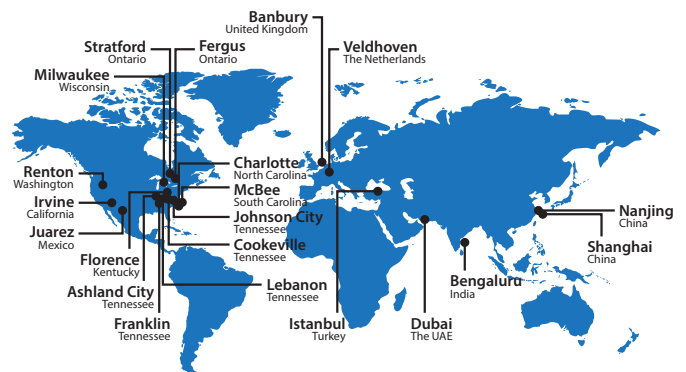 Banbury
United Kingdom
Stratford
Ontario
Fergus
Ontario
Veldhoven
The Netherlands
Milwaukee
Wisconsin
Renton
Washington
Charlotte
North Carolina
McBee
South Carolina
Irvine
California
Johnson City
Tennessee
Juarez
Mexico
Cookeville
Tennessee
Nanjing
China
Shanghai
China
Florence
Kentucky
Ashland City
Tennessee
Lebanon
Tennessee
Bengaluru
India
Franklin
Tennessee
Istanbul
Turkey
Dubai
The UAE